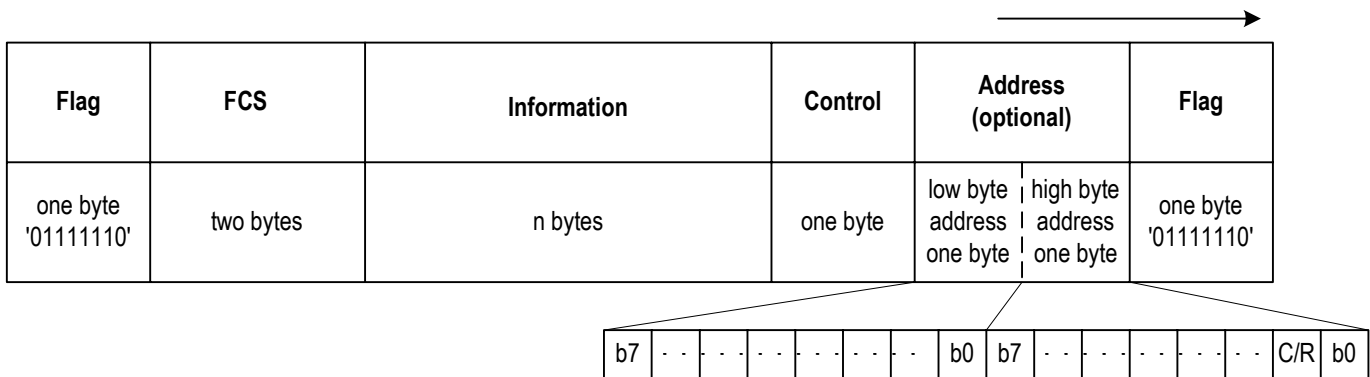 Flag
FCS
Information
Control
Address
(optional)
Flag
one byte
'01111110'
two bytes
n bytes
one byte
low byte
address
one byte
high byte
address
one byte
one byte
'01111110'
b7 b0 b7 C/R b0